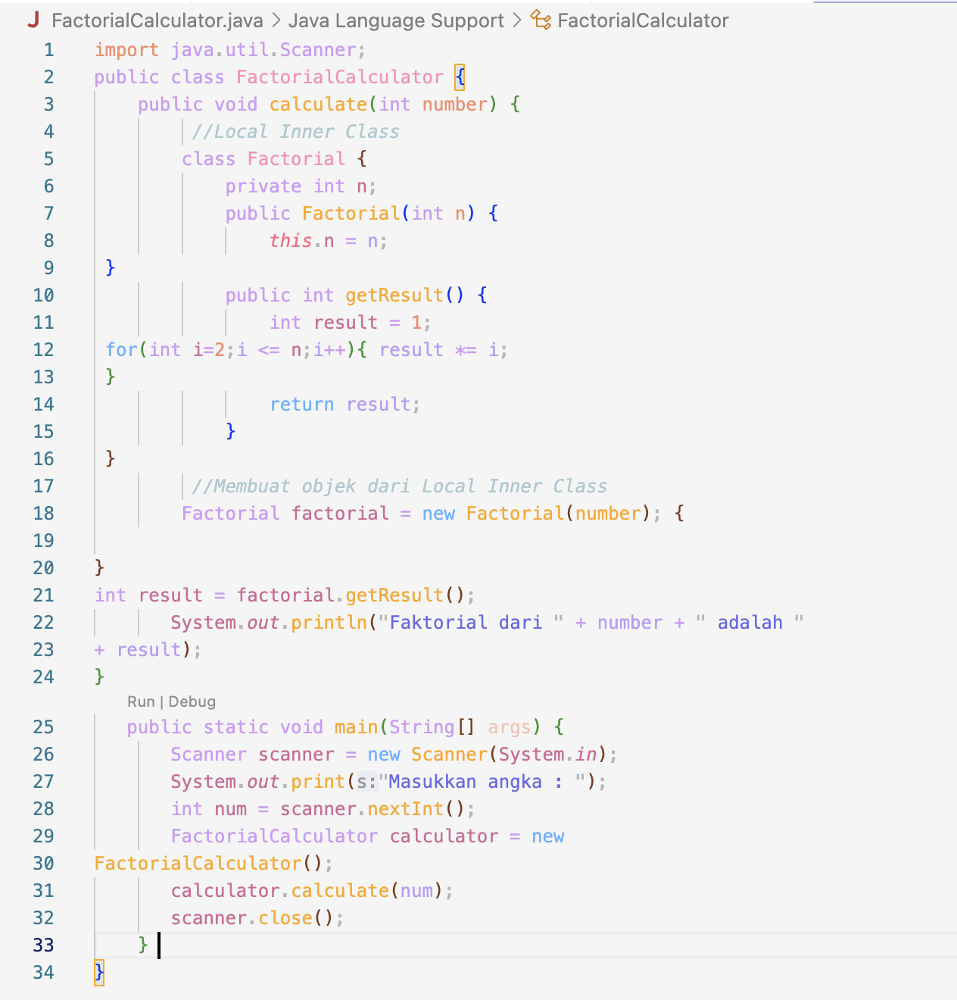 FactorialCalculator.java > Java Language Support > FactorialCalculator
1 import java.util.Scanner;
2 public class FactorialCalculator {
3     public void calculate(int number) {
4         //Local Inner Class
5         class Factorial {
6             private int n;
7             public Factorial(int n) {
8                 this.n = n;
9  }
10             public int getResult() {
11                 int result = 1;
12  for(int i=2;i <= n;i++){ result *= i;
13  }
14                 return result;
15             }
16  }
17         //Membuat objek dari Local Inner Class
18         Factorial factorial = new Factorial(number); {
19
20 }
21 int result = factorial.getResult();
22        System.out.println("Faktorial dari " + number + " adalah "
23 + result);
24 }
Run | Debug
25    public static void main(String[] args) {
26        Scanner scanner = new Scanner(System.in);
27        System.out.print(s:"Masukkan angka : ");
28        int num = scanner.nextInt();
29        FactorialCalculator calculator = new
30 FactorialCalculator();
31        calculator.calculate(num);
32        scanner.close();
33     }
34 }